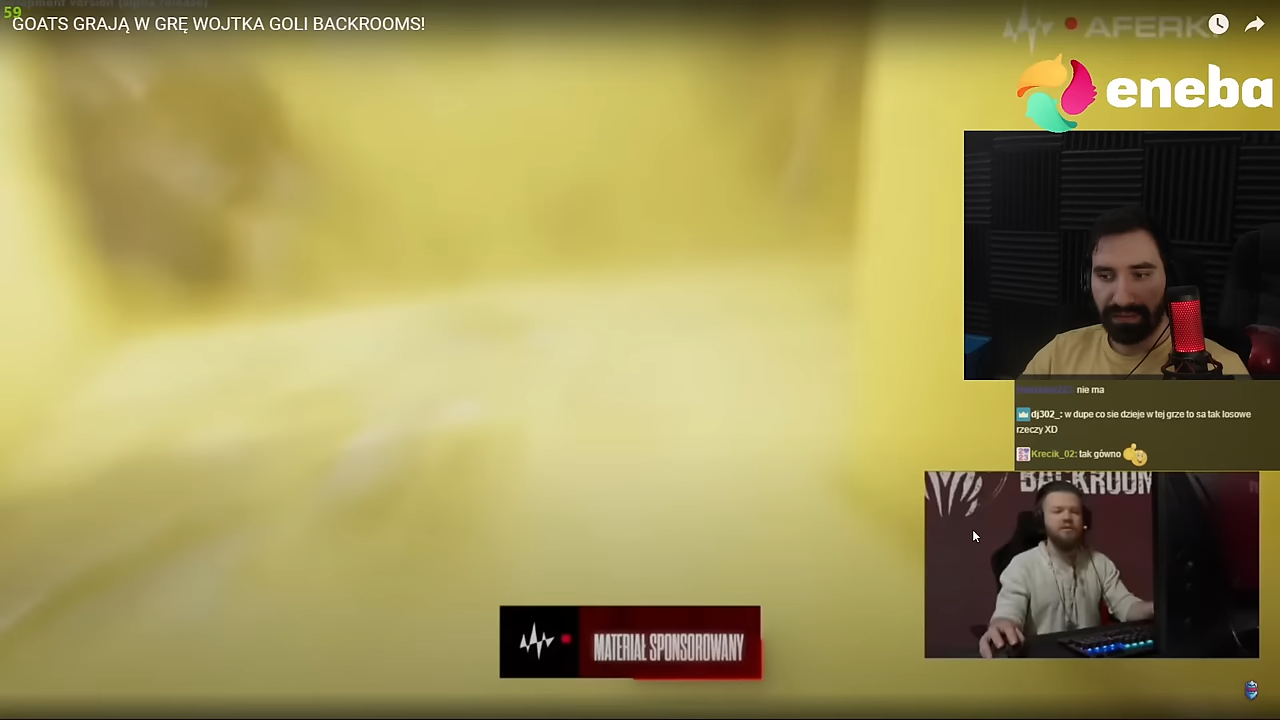 59
GOATS GRAJĄ W GRĘ WOJTKA GOLI BACKROOMS!
AFERKI
eneba
nie ma
dj302_: w dupe co sie dzieje w tej grze to sa tak losowe
rzeczy XD
Krecik_02: tak gówno
BACKROOM
MATERIAŁ SPONSOROWANY